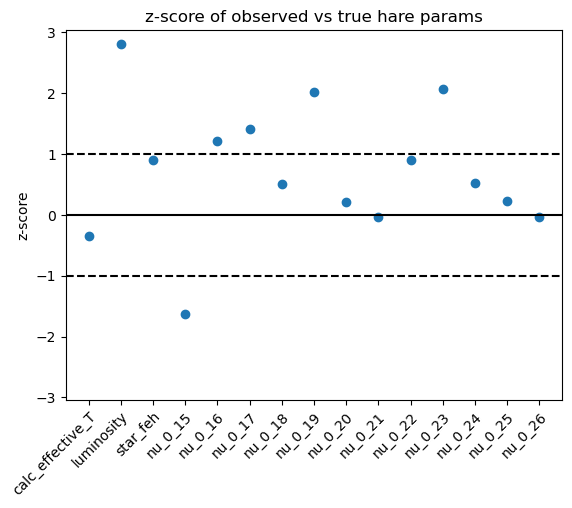 z-score of observed vs true hare params
3
2
1
0
−1
−2
−3
z-score
calc_effective_T
luminosity
star_feh
nu_0_15
nu_0_16
nu_0_17
nu_0_18
nu_0_19
nu_0_20
nu_0_21
nu_0_22
nu_0_23
nu_0_24
nu_0_25
nu_0_26